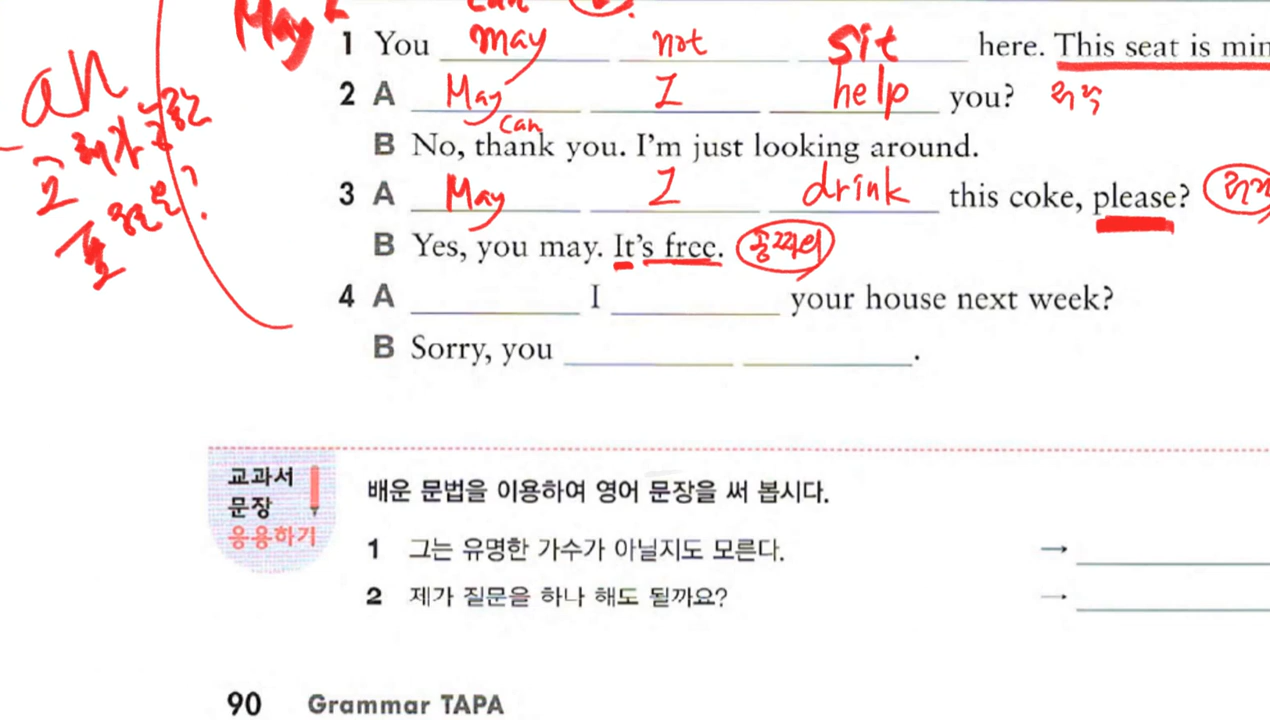 can
May
1 You may not sit here. This seat is min
an
2 A May I help you? 허락
can
B No, thank you. I'm just looking around.
3 A May I drink this coke, please?
B Yes, you may. It's free. 공짜의
4 A I your house next week?
B Sorry, you .
교과서
문장
응용하기
배운 문법을 이용하여 영어 문장을 써 봅시다.
1 그는 유명한 가수가 아닐지도 모른다. →
2 제가 질문을 하나 해도 될까요? →
90 Grammar TAPA